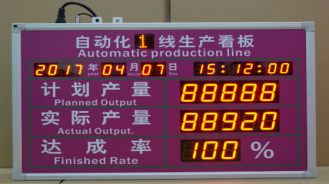 自动化1线生产看板
Automatic production line
2017年04月07日 15:12:00
year Day
计划产量 88888
Planned Output
实际产量 88920
Actual Output.
达成率 100 %
Finished Rate